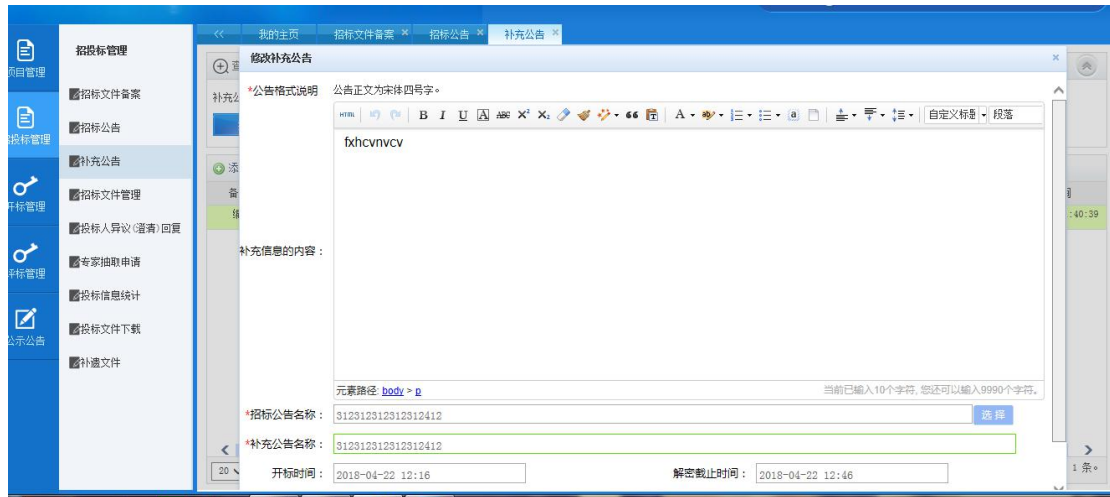 << 我的主页 招标文件备案 × 招标公告 × 补充公告 ×
项目管理
招投标管理
开标管理
评标管理
公示公告
招投标管理
招标文件备案
招标公告
补充公告
招标文件管理
投标人异议(澄清)回复
专家抽取申请
投标信息统计
投标文件下载
补遗文件
修改补充公告 ×
*公告格式说明 公告正文为宋体四号字。
HTML B I U A ABC X² X₂ 66 A ab a 自定义标题 段落
fxhcvnvcv
补充信息的内容:
元素路径: body > p 当前已输入10个字符, 您还可以输入9990个字符。
*招标公告名称: 312312312312312412 选择
*补充公告名称: 312312312312312412
开标时间: 2018-04-22 12:16 解密截止时间: 2018-04-22 12:46
补充
添
备
编
:40:39
20
1 条。